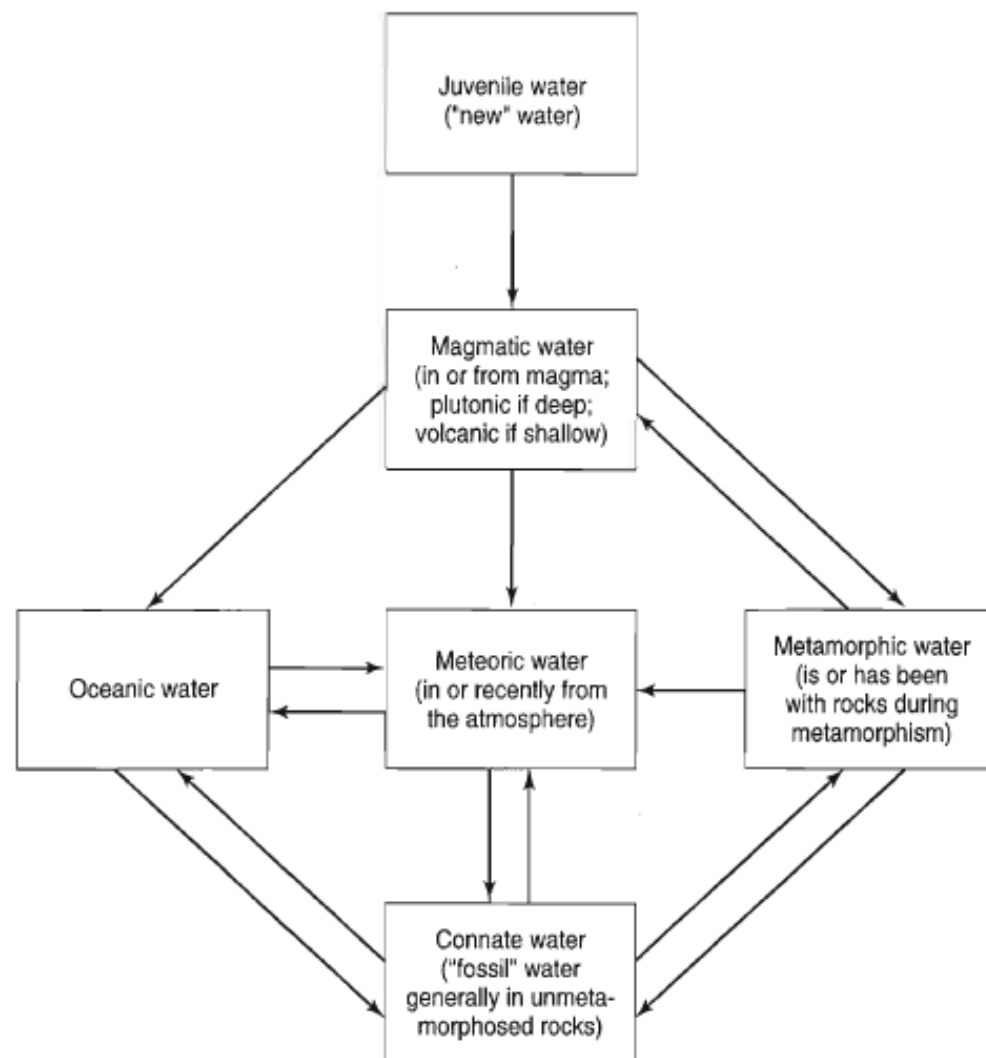 Juvenile water
("new" water)
Magmatic water
(in or from magma;
plutonic if deep;
volcanic if shallow)
Oceanic water
Meteoric water
(in or recently from
the atmosphere)
Metamorphic water
(is or has been
with rocks during
metamorphism)
Connate water
("fossil" water
generally in unmeta-
morphosed rocks)